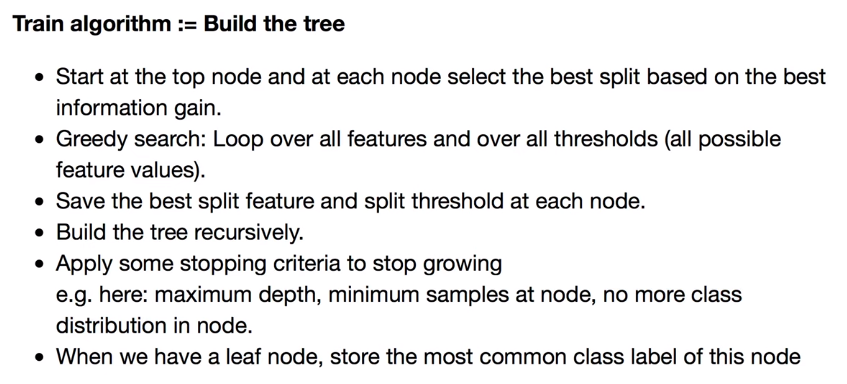 Train algorithm := Build the tree
• Start at the top node and at each node select the best split based on the best
information gain.
• Greedy search: Loop over all features and over all thresholds (all possible
feature values).
• Save the best split feature and split threshold at each node.
• Build the tree recursively.
• Apply some stopping criteria to stop growing
e.g. here: maximum depth, minimum samples at node, no more class
distribution in node.
• When we have a leaf node, store the most common class label of this node